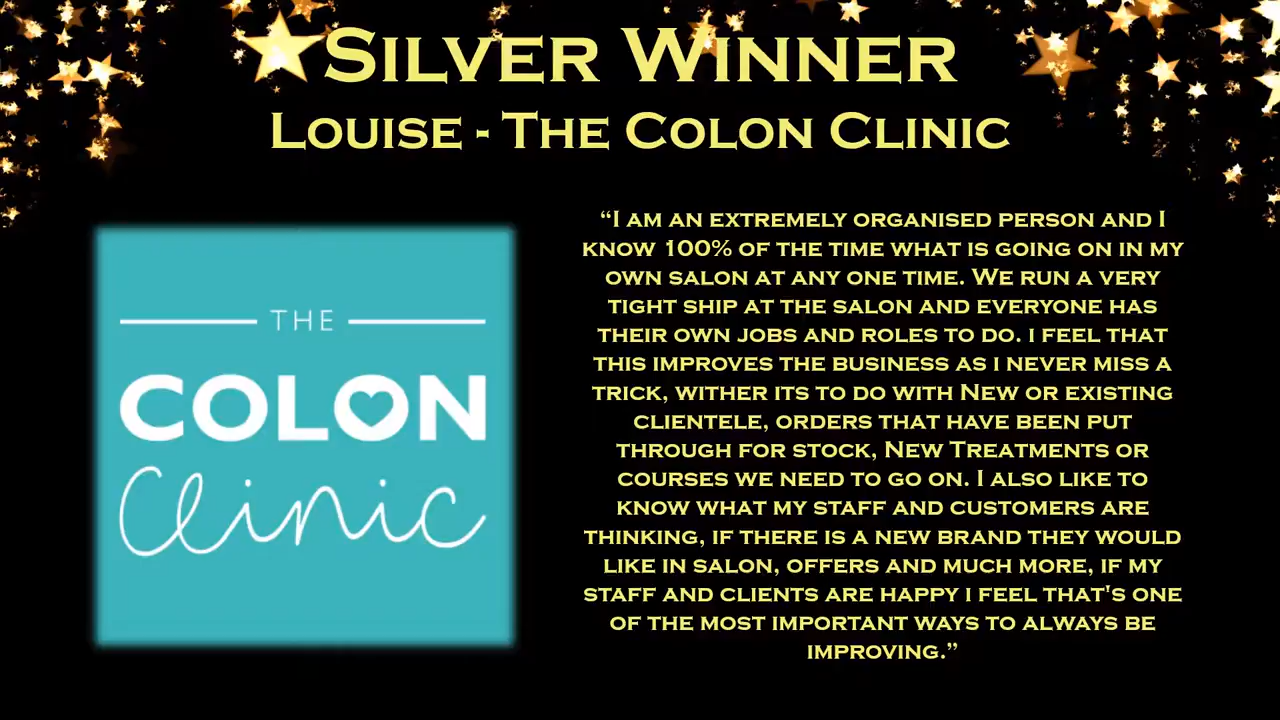 Silver Winner
Louise - The Colon Clinic
THE
COLON
Clinic
“I am an extremely organised person and I
know 100% of the time what is going on in my
own salon at any one time. We run a very
tight ship at the salon and everyone has
their own jobs and roles to do. i feel that
this improves the business as i never miss a
trick, wither its to do with New or existing
clientele, orders that have been put
through for stock, New Treatments or
courses we need to go on. I also like to
know what my staff and customers are
thinking, if there is a new brand they would
like in salon, offers and much more, if my
staff and clients are happy i feel that's one
of the most important ways to always be
improving.”